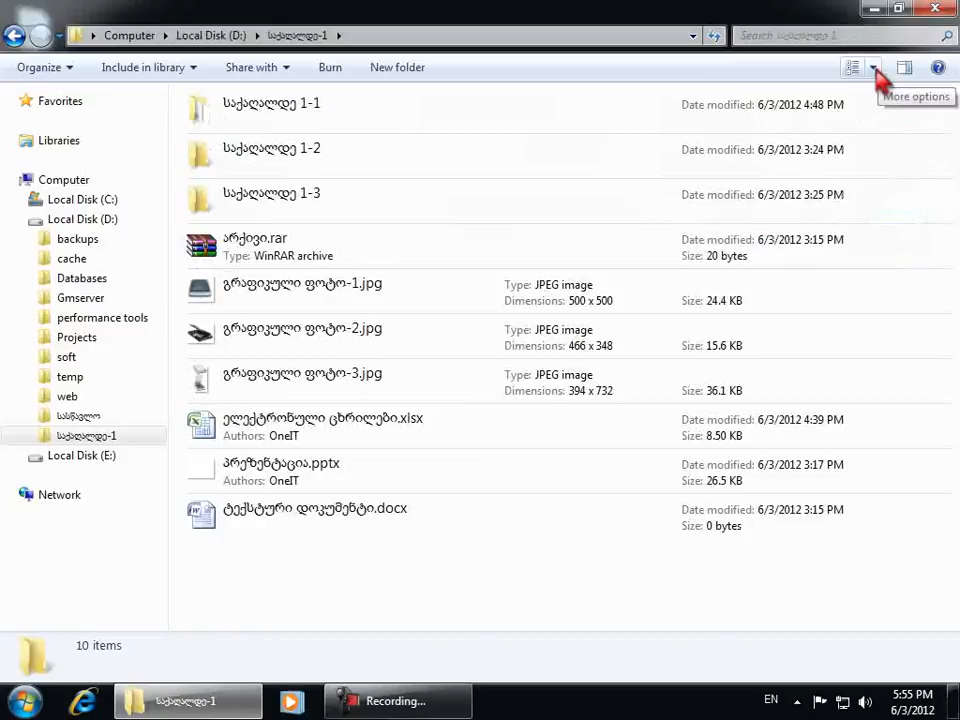 Computer
Local Disk (D:)
საქაღალდე-1
Search საქაღალდე-1
Organize
Include in library
Share with
Burn
New folder
More options
Favorites
Libraries
Computer
Local Disk (C:)
Local Disk (D:)
backups
cache
Databases
Gmserver
performance tools
Projects
soft
temp
web
სასწავლო
საქაღალდე-1
Local Disk (E:)
Network
საქაღალდე 1-1
Date modified: 6/3/2012 4:48 PM
საქაღალდე 1-2
Date modified: 6/3/2012 3:24 PM
საქაღალდე 1-3
Date modified: 6/3/2012 3:25 PM
არქივი.rar
Type: WinRAR archive
Date modified: 6/3/2012 3:15 PM
Size: 20 bytes
გრაფიკული ფოტო-1.jpg
Type: JPEG image
Dimensions: 500 x 500
Size: 24.4 KB
გრაფიკული ფოტო-2.jpg
Type: JPEG image
Dimensions: 466 x 348
Size: 15.6 KB
გრაფიკული ფოტო-3.jpg
Type: JPEG image
Dimensions: 394 x 732
Size: 36.1 KB
ელექტრონული ცხრილები.xlsx
Authors: OneIT
Date modified: 6/3/2012 4:39 PM
Size: 8.50 KB
პრეზენტაცია.pptx
Authors: OneIT
Date modified: 6/3/2012 3:17 PM
Size: 26.5 KB
ტექსტური დოკუმენტი.docx
Date modified: 6/3/2012 3:15 PM
Size: 0 bytes
10 items
საქაღალდე-1
Recording...
EN
5:55 PM
6/3/2012